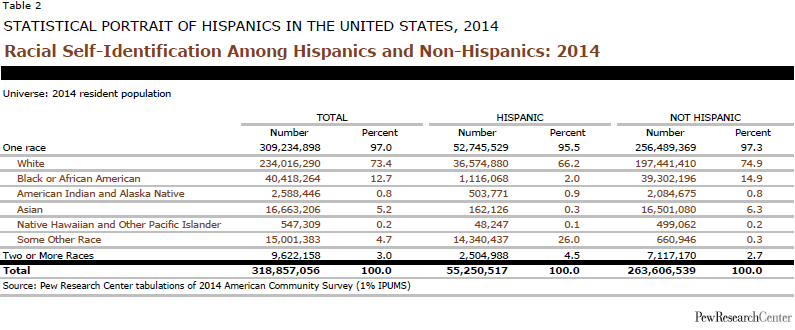 Table 2
STATISTICAL PORTRAIT OF HISPANICS IN THE UNITED STATES, 2014
Racial Self-Identification Among Hispanics and Non-Hispanics: 2014
Universe: 2014 resident population
TOTAL HISPANIC NOT HISPANIC
Number Percent Number Percent Number Percent
One race 309,234,898 97.0 52,745,529 95.5 256,489,369 97.3
White 234,016,290 73.4 36,574,880 66.2 197,441,410 74.9
Black or African American 40,418,264 12.7 1,116,068 2.0 39,302,196 14.9
American Indian and Alaska Native 2,588,446 0.8 503,771 0.9 2,084,675 0.8
Asian 16,663,206 5.2 162,126 0.3 16,501,080 6.3
Native Hawaiian and Other Pacific Islander 547,309 0.2 48,247 0.1 499,062 0.2
Some Other Race 15,001,383 4.7 14,340,437 26.0 660,946 0.3
Two or More Races 9,622,158 3.0 2,504,988 4.5 7,117,170 2.7
Total 318,857,056 100.0 55,250,517 100.0 263,606,539 100.0
Source: Pew Research Center tabulations of 2014 American Community Survey (1% IPUMS)
PewResearchCenter